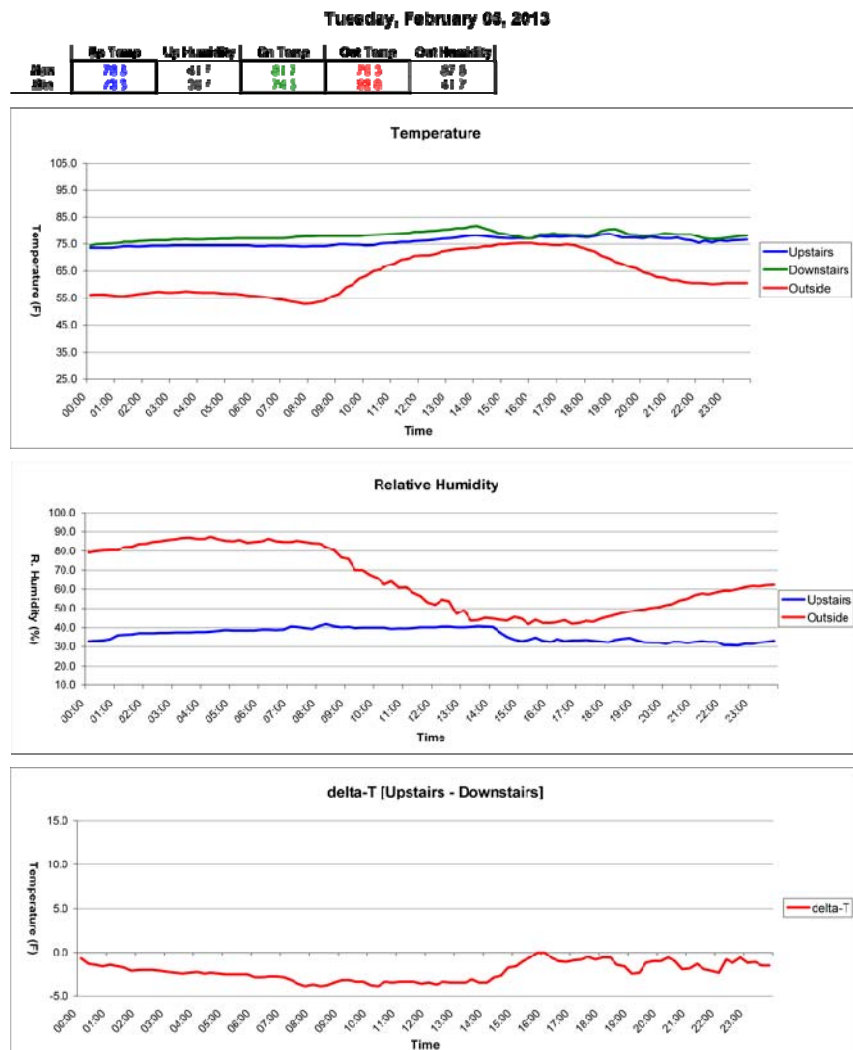 Tuesday, February 05, 2013
Up Temp Up Humidity Dn Temp Out Temp Out Humidity
Max
Min
Temperature
105.0
95.0
85.0
75.0
65.0
55.0
45.0
35.0
25.0
Temperature (F)
Upstairs
Downstairs
Outside
00:00 01:00 02:00 03:00 04:00 05:00 06:00 07:00 08:00 09:00 10:00 11:00 12:00 13:00 14:00 15:00 16:00 17:00 18:00 19:00 20:00 21:00 22:00 23:00
Time
Relative Humidity
100.0
90.0
80.0
70.0
60.0
50.0
40.0
30.0
20.0
10.0
R. Humidity (%)
Upstairs
Outside
00:00 01:00 02:00 03:00 04:00 05:00 06:00 07:00 08:00 09:00 10:00 11:00 12:00 13:00 14:00 15:00 16:00 17:00 18:00 19:00 20:00 21:00 22:00 23:00
Time
delta-T [Upstairs - Downstairs]
15.0
10.0
5.0
0.0
-5.0
Temperature (F)
delta-T
00:00 01:00 02:00 03:00 04:00 05:00 06:00 07:00 08:00 09:00 10:00 11:00 12:00 13:00 14:00 15:00 16:00 17:00 18:00 19:00 20:00 21:00 22:00 23:00
Time